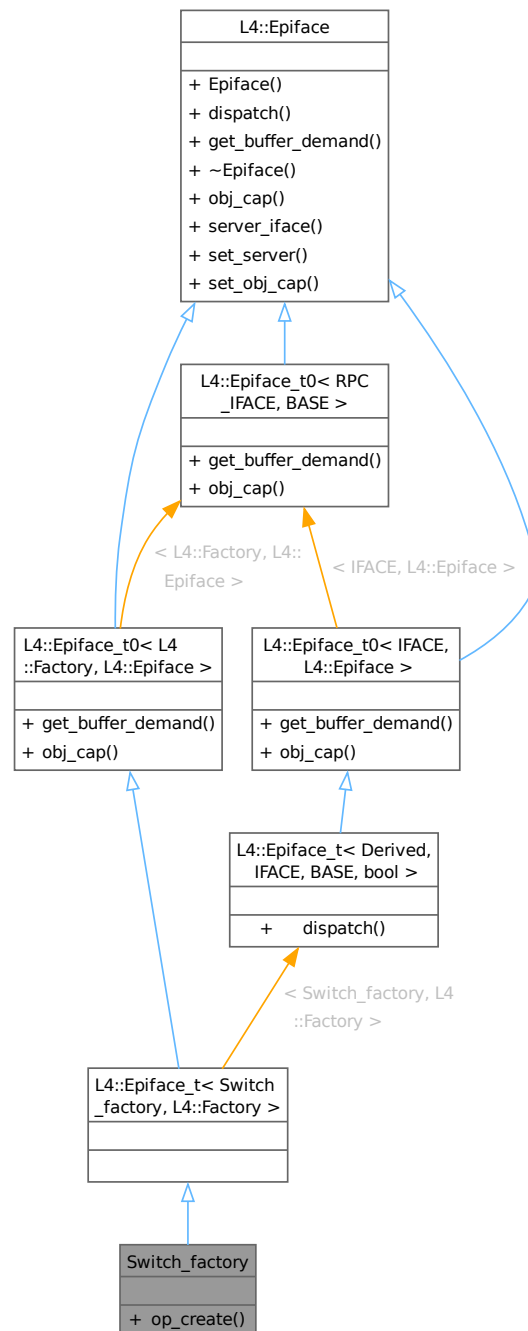 L4::Epiface
+ Epiface()
+ dispatch()
+ get_buffer_demand()
+ ~Epiface()
+ obj_cap()
+ server_iface()
+ set_server()
+ set_obj_cap()
L4::Epiface_t0< RPC
_IFACE, BASE >
+ get_buffer_demand()
+ obj_cap()
< L4::Factory, L4::
Epiface >
< IFACE, L4::Epiface >
L4::Epiface_t0< L4
::Factory, L4::Epiface >
+ get_buffer_demand()
+ obj_cap()
L4::Epiface_t0< IFACE,
L4::Epiface >
+ get_buffer_demand()
+ obj_cap()
L4::Epiface_t< Derived,
IFACE, BASE, bool >
+ dispatch()
< Switch_factory, L4
::Factory >
L4::Epiface_t< Switch
_factory, L4::Factory >
Switch_factory
+ op_create()